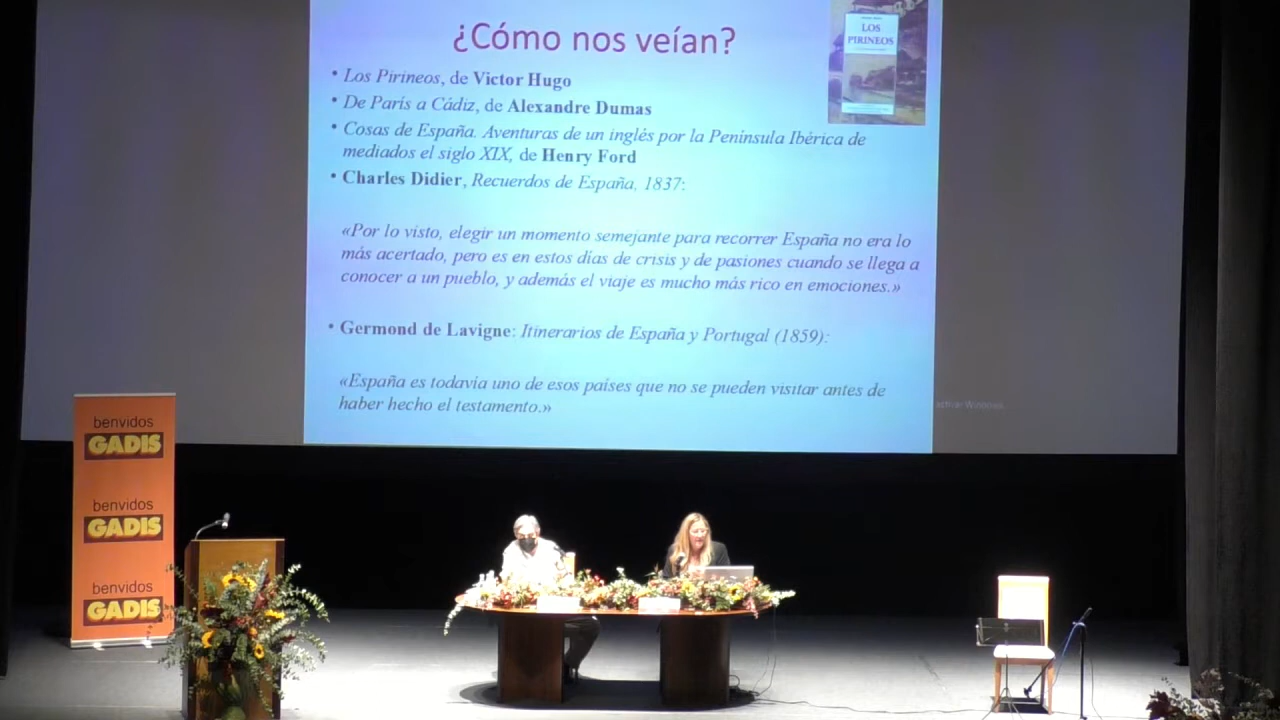 ¿Cómo nos veían?
LOS
PIRINEOS
• Los Pirineos, de Victor Hugo
• De París a Cádiz, de Alexandre Dumas
• Cosas de España. Aventuras de un inglés por la Península Ibérica de
mediados el siglo XIX, de Henry Ford
• Charles Didier, Recuerdos de España, 1837:
«Por lo visto, elegir un momento semejante para recorrer España no era lo
más acertado, pero es en estos días de crisis y de pasiones cuando se llega a
conocer a un pueblo, y además el viaje es mucho más rico en emociones.»
• Germond de Lavigne: Itinerarios de España y Portugal (1859):
«España es todavía uno de esos países que no se pueden visitar antes de
haber hecho el testamento.»
activar Windows.
benvidos
GADIS
benvidos
GADIS
benvidos
GADIS